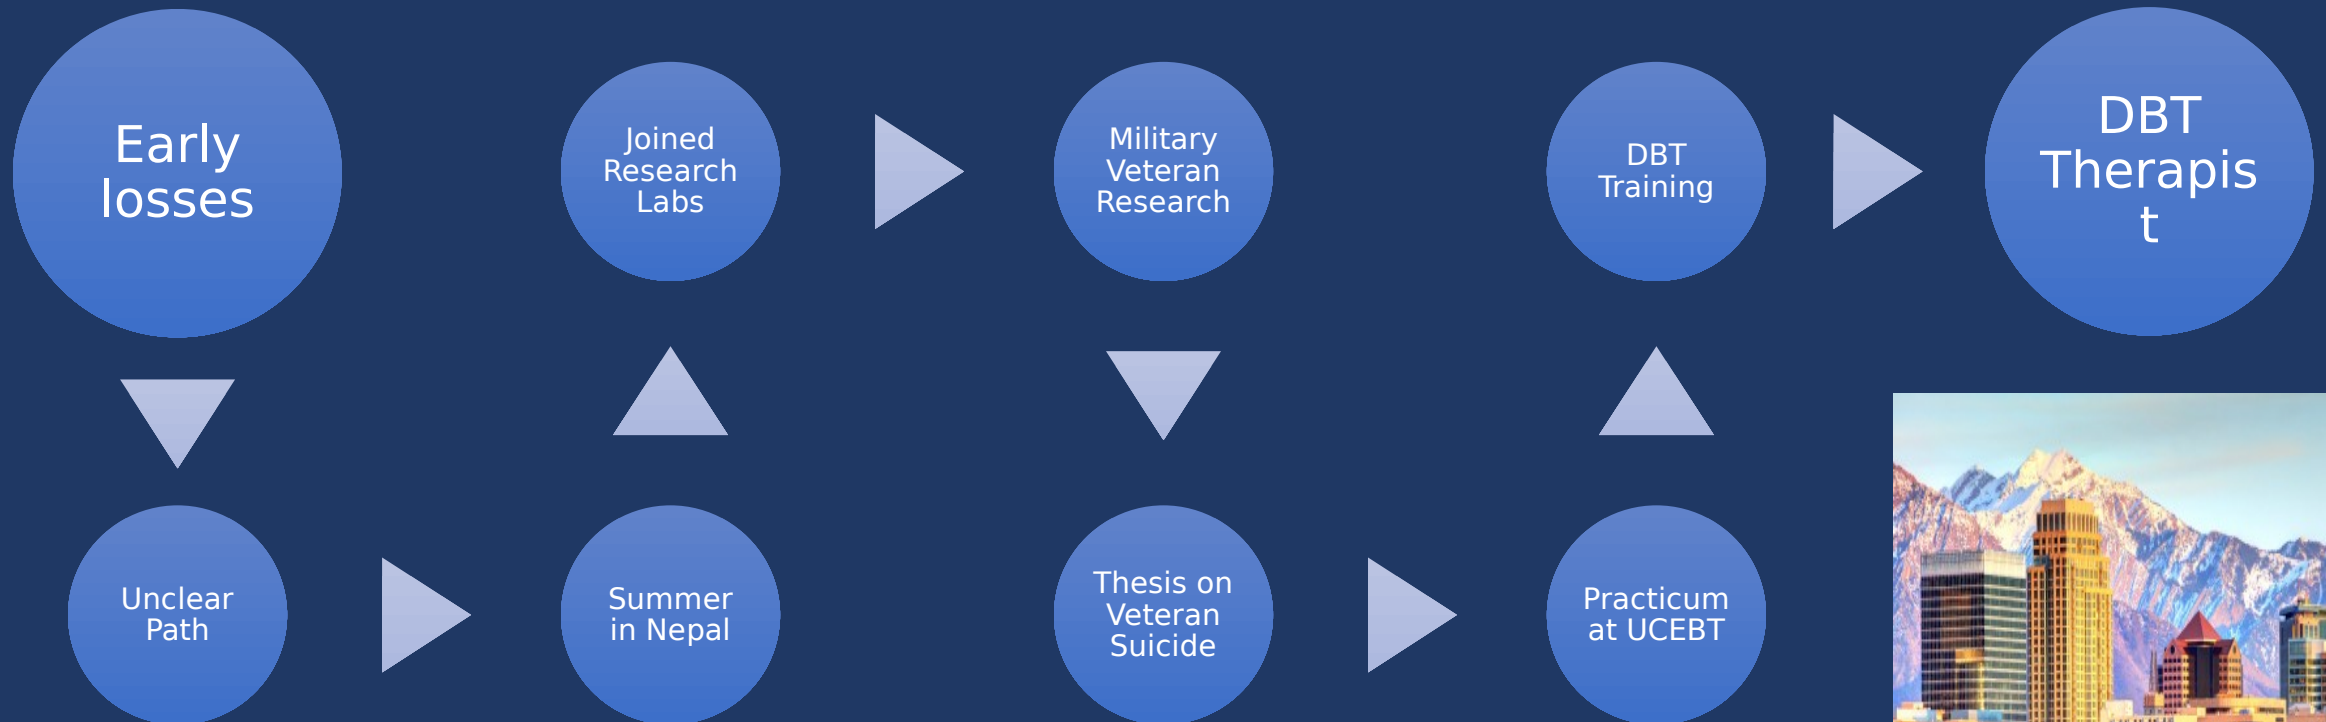 Early
losses
Unclear
Path
Summer
in Nepal
Joined
Research
Labs
Military
Veteran
Research
Thesis on
Veteran
Suicide
Practicum
at UCEBT
DBT
Training
DBT
Therapis
t